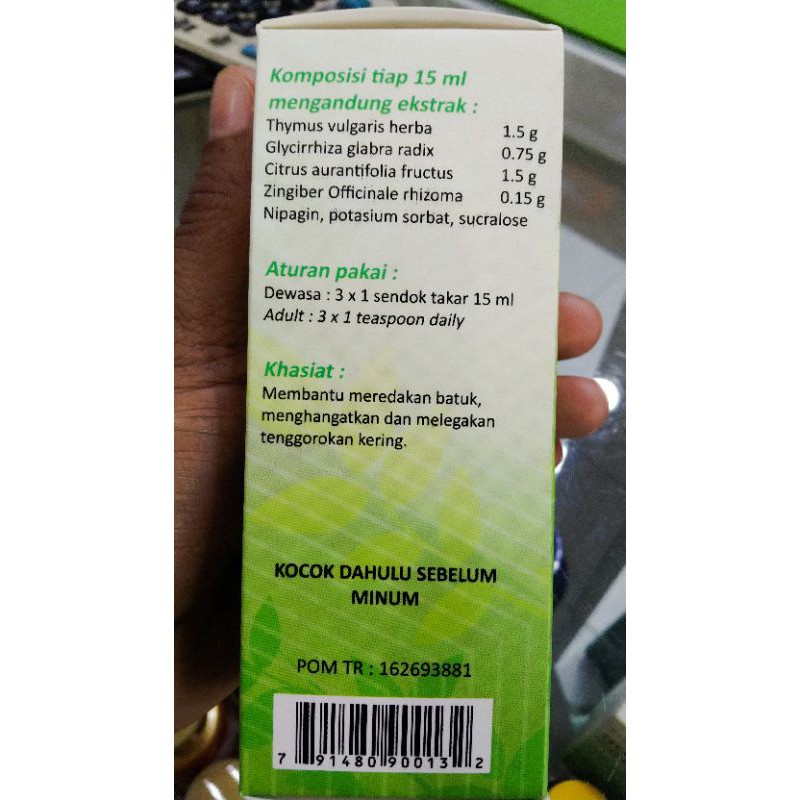 Komposisi tiap 15 ml
mengandung ekstrak :
Thymus vulgaris herba 1.5 g
Glycirrhiza glabra radix 0.75 g
Citrus aurantifolia fructus 1.5 g
Zingiber Officinale rhizoma 0.15 g
Nipagin, potasium sorbat, sucralose
Aturan pakai :
Dewasa : 3 x 1 sendok takar 15 ml
Adult : 3 x 1 teaspoon daily
Khasiat :
Membantu meredakan batuk,
menghangatkan dan melegakan
tenggorokan kering.
KOCOK DAHULU SEBELUM
MINUM
POM TR : 162693881
7 91480 90013 2